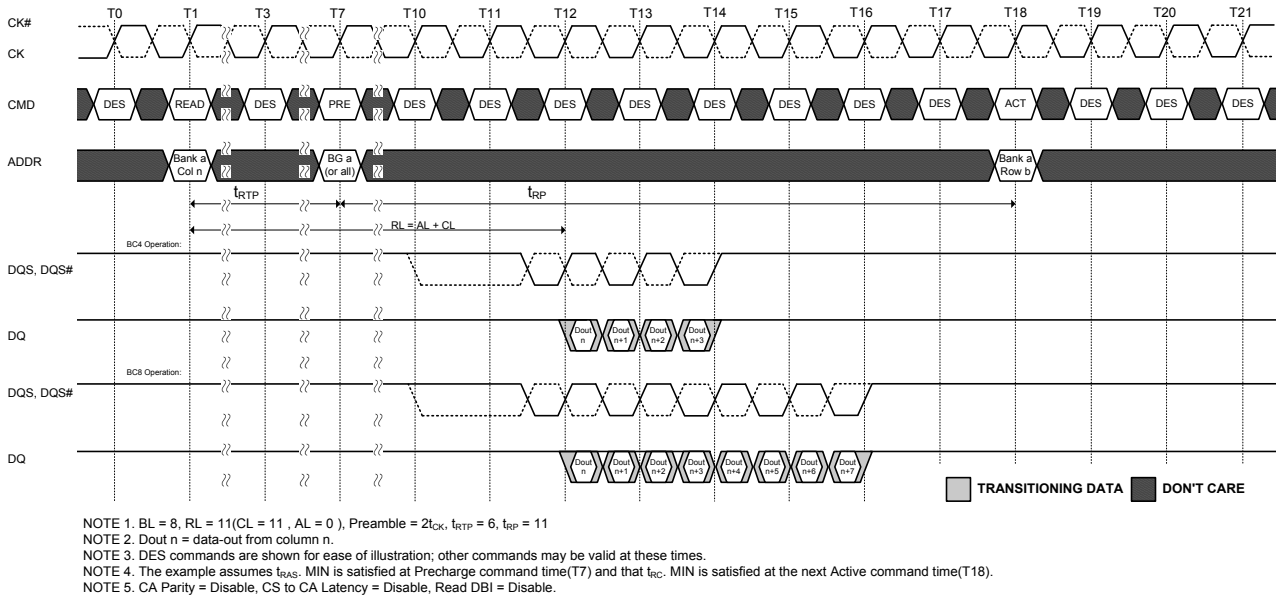 T0 T1 T3 T7 T10 T11 T12 T13 T14 T15 T16 T17 T18 T19 T20 T21
CK#
CK
CMD DES READ DES PRE DES DES DES DES DES DES DES DES ACT DES DES DES
ADDR
Bank a
Col n
BG a
(or all)
Bank a
Row b
tRTP tRP
RL = AL + CL
BC4 Operation:
DQS, DQS#
DQ
Dout
n
Dout
n+1
Dout
n+2
Dout
n+3
BC8 Operation:
DQS, DQS#
DQ
Dout
n
Dout
n+1
Dout
n+2
Dout
n+3
Dout
n+4
Dout
n+5
Dout
n+6
Dout
n+7
TRANSITIONING DATA DON'T CARE
NOTE 1. BL = 8, RL = 11(CL = 11 , AL = 0 ), Preamble = 2tCK, tRTP = 6, tRP = 11
NOTE 2. Dout n = data-out from column n.
NOTE 3. DES commands are shown for ease of illustration; other commands may be valid at these times.
NOTE 4. The example assumes tRAS. MIN is satisfied at Precharge command time(T7) and that tRC. MIN is satisfied at the next Active command time(T18).
NOTE 5. CA Parity = Disable, CS to CA Latency = Disable, Read DBI = Disable.